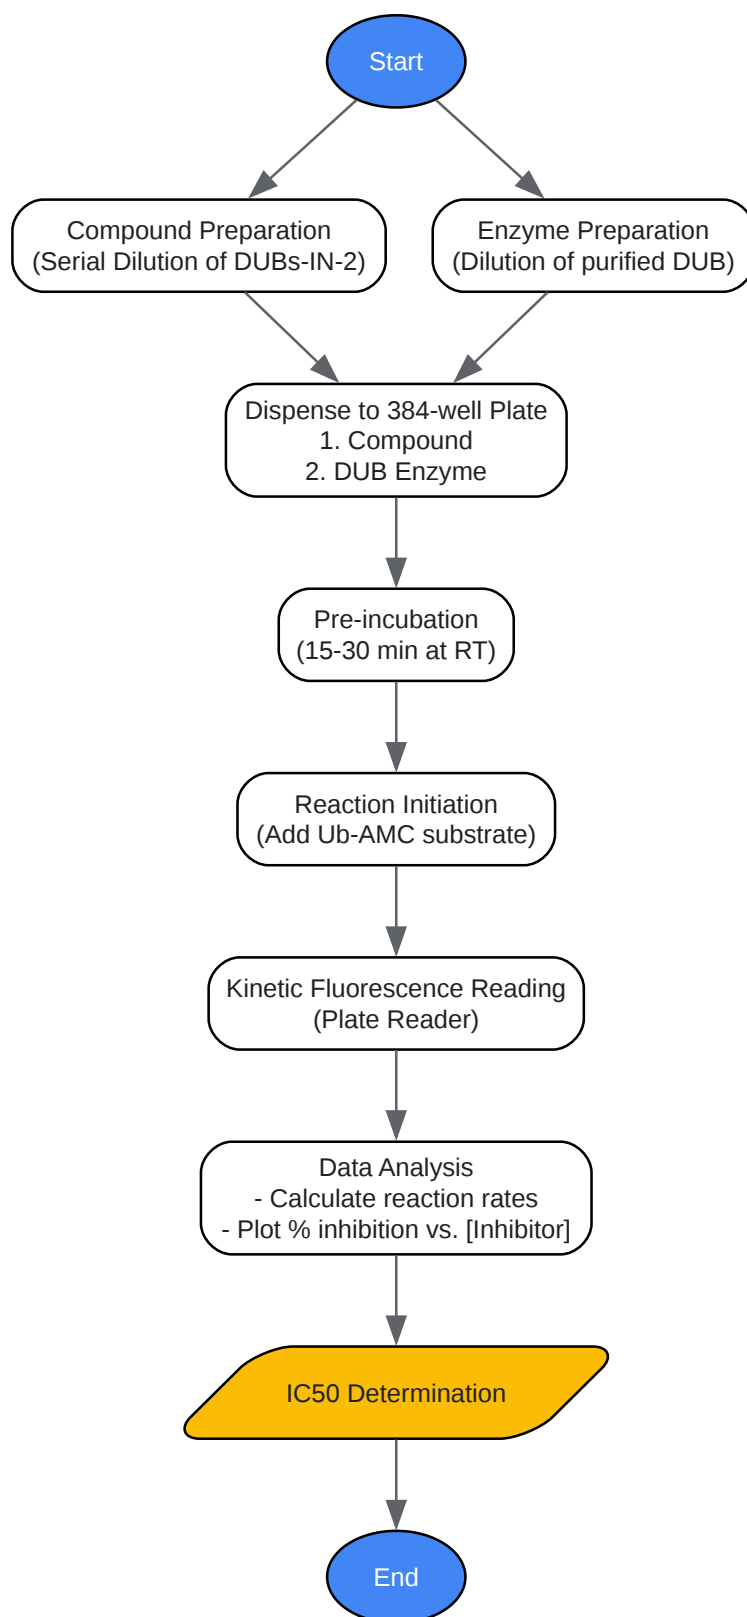 Start
Compound Preparation
(Serial Dilution of DUBs-IN-2)
Enzyme Preparation
(Dilution of purified DUB)
Dispense to 384-well Plate
1. Compound
2. DUB Enzyme
Pre-incubation
(15-30 min at RT)
Reaction Initiation
(Add Ub-AMC substrate)
Kinetic Fluorescence Reading
(Plate Reader)
Data Analysis
- Calculate reaction rates
- Plot % inhibition vs. [Inhibitor]
IC50 Determination
End